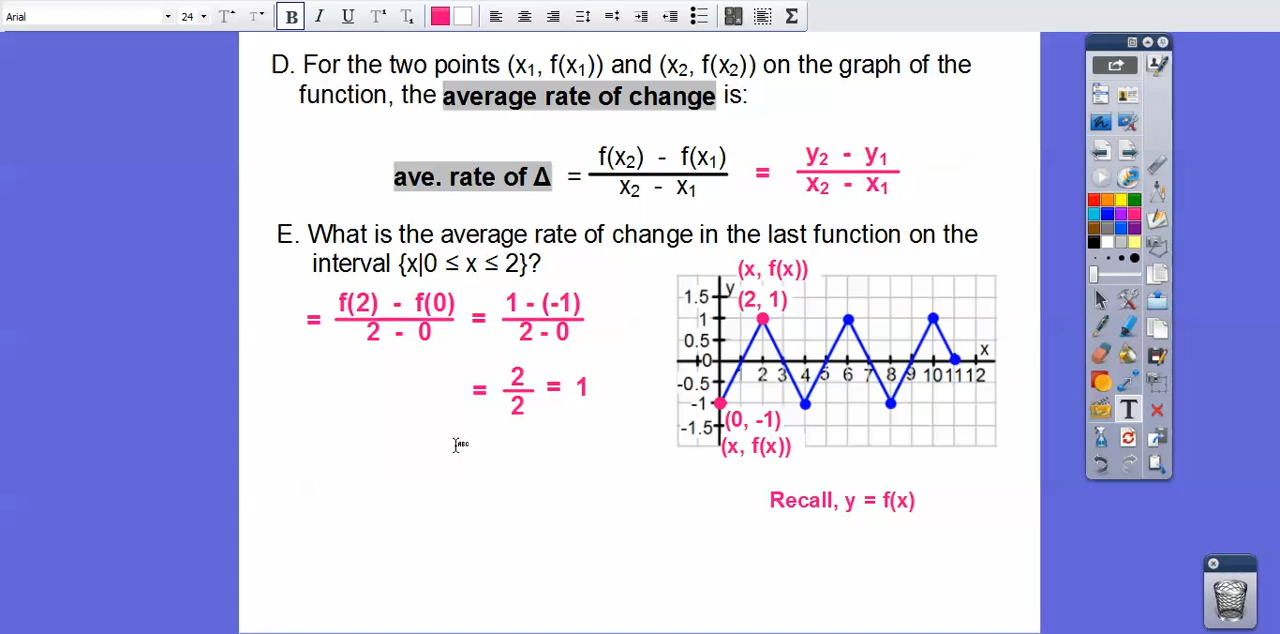 Arial 24 T T B I U T¹ T₁ Σ
D. For the two points (x₁, f(x₁)) and (x₂, f(x₂)) on the graph of the
function, the average rate of change is:
ave. rate of Δ = f(x₂) - f(x₁) / x₂ - x₁ = y₂ - y₁ / x₂ - x₁
E. What is the average rate of change in the last function on the
interval {x|0 ≤ x ≤ 2}?
= f(2) - f(0) / 2 - 0 = 1 - (-1) / 2 - 0
= 2 / 2 = 1
ABC
(x, f(x))
(2, 1)
y
1.5
1
0.5
0
-0.5
-1
-1.5
2 3 4 5 6 7 8 9 10 11 12
x
(0, -1)
(x, f(x))
Recall, y = f(x)
T